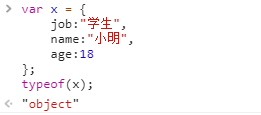 > var x = {
job:"学生",
name:"小明",
age:18
};
typeof(x);
"object"